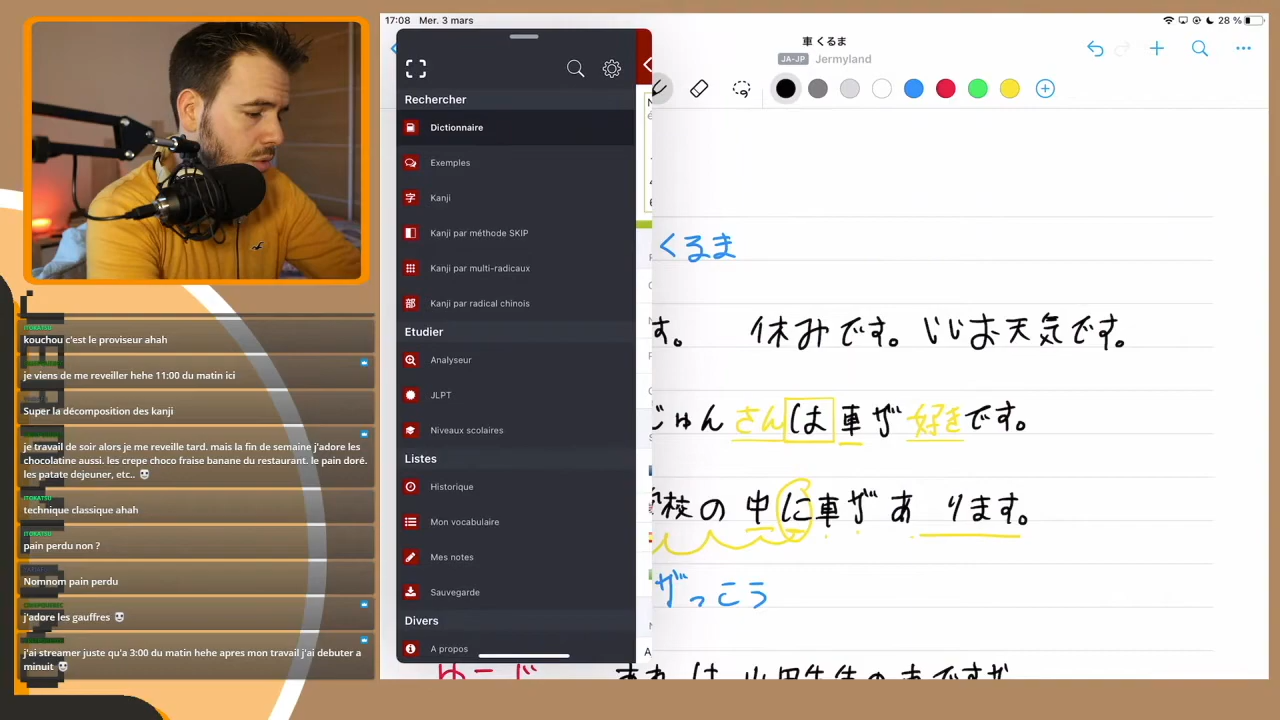 17:08 Mer. 3 mars
28 %
車 くるま
JA-JP Jermyland
Rechercher
Dictionnaire
Exemples
Kanji
Kanji par méthode SKIP
Kanji par multi-radicaux
Kanji par radical chinois
Etudier
Analyseur
JLPT
Niveaux scolaires
Listes
Historique
Mon vocabulaire
Mes notes
Sauvegarde
Divers
A propos
くるま
す。 休みです。いいお天気です。
じゅんさんは車が好きです。
校の中に車があります。
がっこう
ITOKATSU
kouchou c'est le proviseur ahah
je viens de me reveiller hehe 11:00 du matin ici
Super la décomposition des kanji
je travail de soir alors je me reveille tard. mais la fin de semaine j'adore les
chocolatine aussi. les crepe choco fraise banane du restaurant. le pain doré.
les patate dejeuner, etc..
ITOKATSU
technique classique ahah
ITOKATSU
pain perdu non ?
Nomnom pain perdu
j'adore les gauffres
j'ai streamer juste qu'a 3:00 du matin hehe apres mon travail j'ai debuter a
minuit